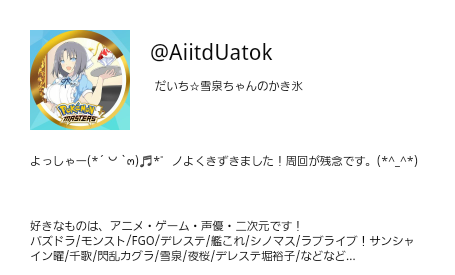 @AiitdUatok
だいち☆雪泉ちゃんのかき氷
POKÉMON
MASTERS
よっしゃー(*´ ╰╯`๓)♬*゜ノよくきずきました！周回が残念です。(*^_^*)
好きなものは、アニメ・ゲーム・声優・二次元です！
パズドラ/モンスト/FGO/デレステ/艦これ/シノマス/ラブライブ！サンシャ
イン曜/千歌/閃乱カグラ/雪泉/夜桜/デレステ堀裕子/などなど...